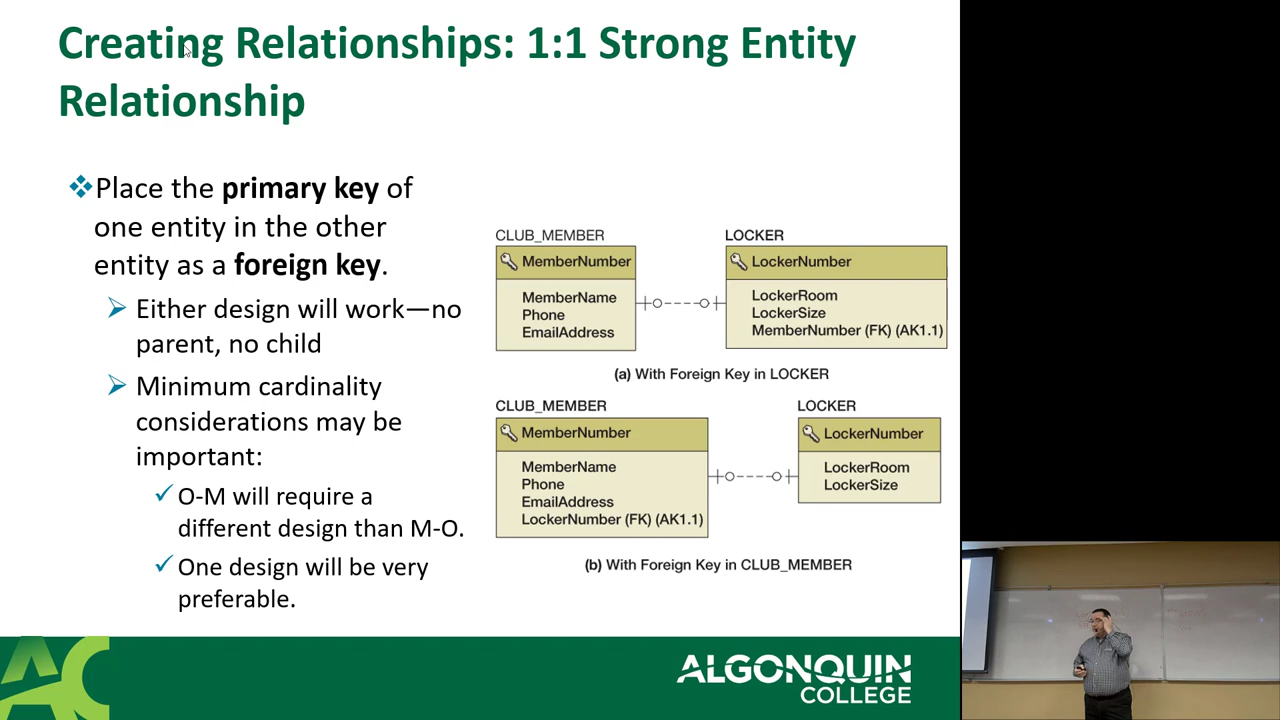 Creating Relationships: 1:1 Strong Entity
Relationship
Place the primary key of
one entity in the other
entity as a foreign key.
Either design will work—no
parent, no child
Minimum cardinality
considerations may be
important:
O-M will require a
different design than M-O.
One design will be very
preferable.
CLUB_MEMBER
MemberNumber
MemberName
Phone
EmailAddress
LOCKER
LockerNumber
LockerRoom
LockerSize
MemberNumber (FK) (AK1.1)
(a) With Foreign Key in LOCKER
CLUB_MEMBER
MemberNumber
MemberName
Phone
EmailAddress
LockerNumber (FK) (AK1.1)
LOCKER
LockerNumber
LockerRoom
LockerSize
(b) With Foreign Key in CLUB_MEMBER
AC
ALGONQUIN
COLLEGE